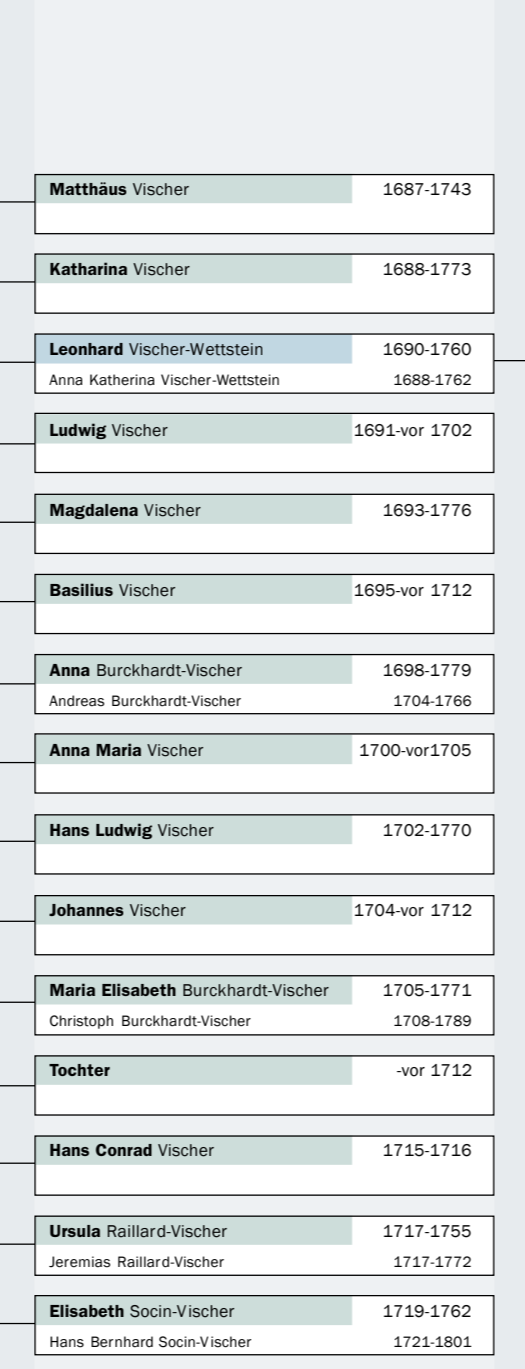 Matthäus Vischer 1687-1743
Katharina Vischer 1688-1773
Leonhard Vischer-Wettstein 1690-1760
Anna Katherina Vischer-Wettstein 1688-1762
Ludwig Vischer 1691-vor 1702
Magdalena Vischer 1693-1776
Basilius Vischer 1695-vor 1712
Anna Burckhardt-Vischer 1698-1779
Andreas Burckhardt-Vischer 1704-1766
Anna Maria Vischer 1700-vor1705
Hans Ludwig Vischer 1702-1770
Johannes Vischer 1704-vor 1712
Maria Elisabeth Burckhardt-Vischer 1705-1771
Christoph Burckhardt-Vischer 1708-1789
Tochter -vor 1712
Hans Conrad Vischer 1715-1716
Ursula Raillard-Vischer 1717-1755
Jeremias Raillard-Vischer 1717-1772
Elisabeth Socin-Vischer 1719-1762
Hans Bernhard Socin-Vischer 1721-1801